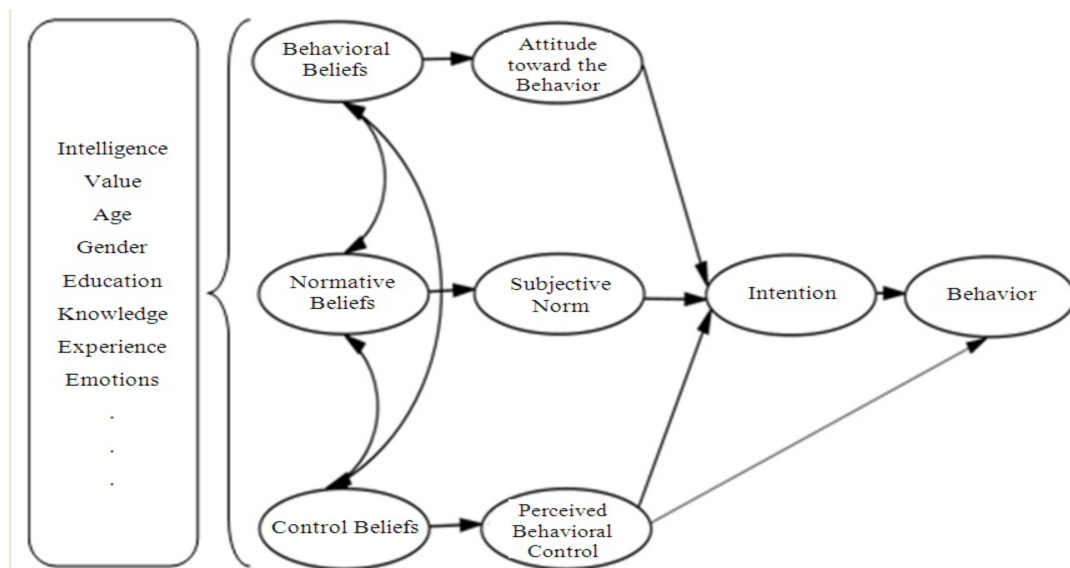 Intelligence
Value
Age
Gender
Education
Knowledge
Experience
Emotions
.
.
.
Behavioral
Beliefs
Attitude
toward the
Behavior
Normative
Beliefs
Subjective
Norm
Intention
Behavior
Control Beliefs
Perceived
Behavioral
Control